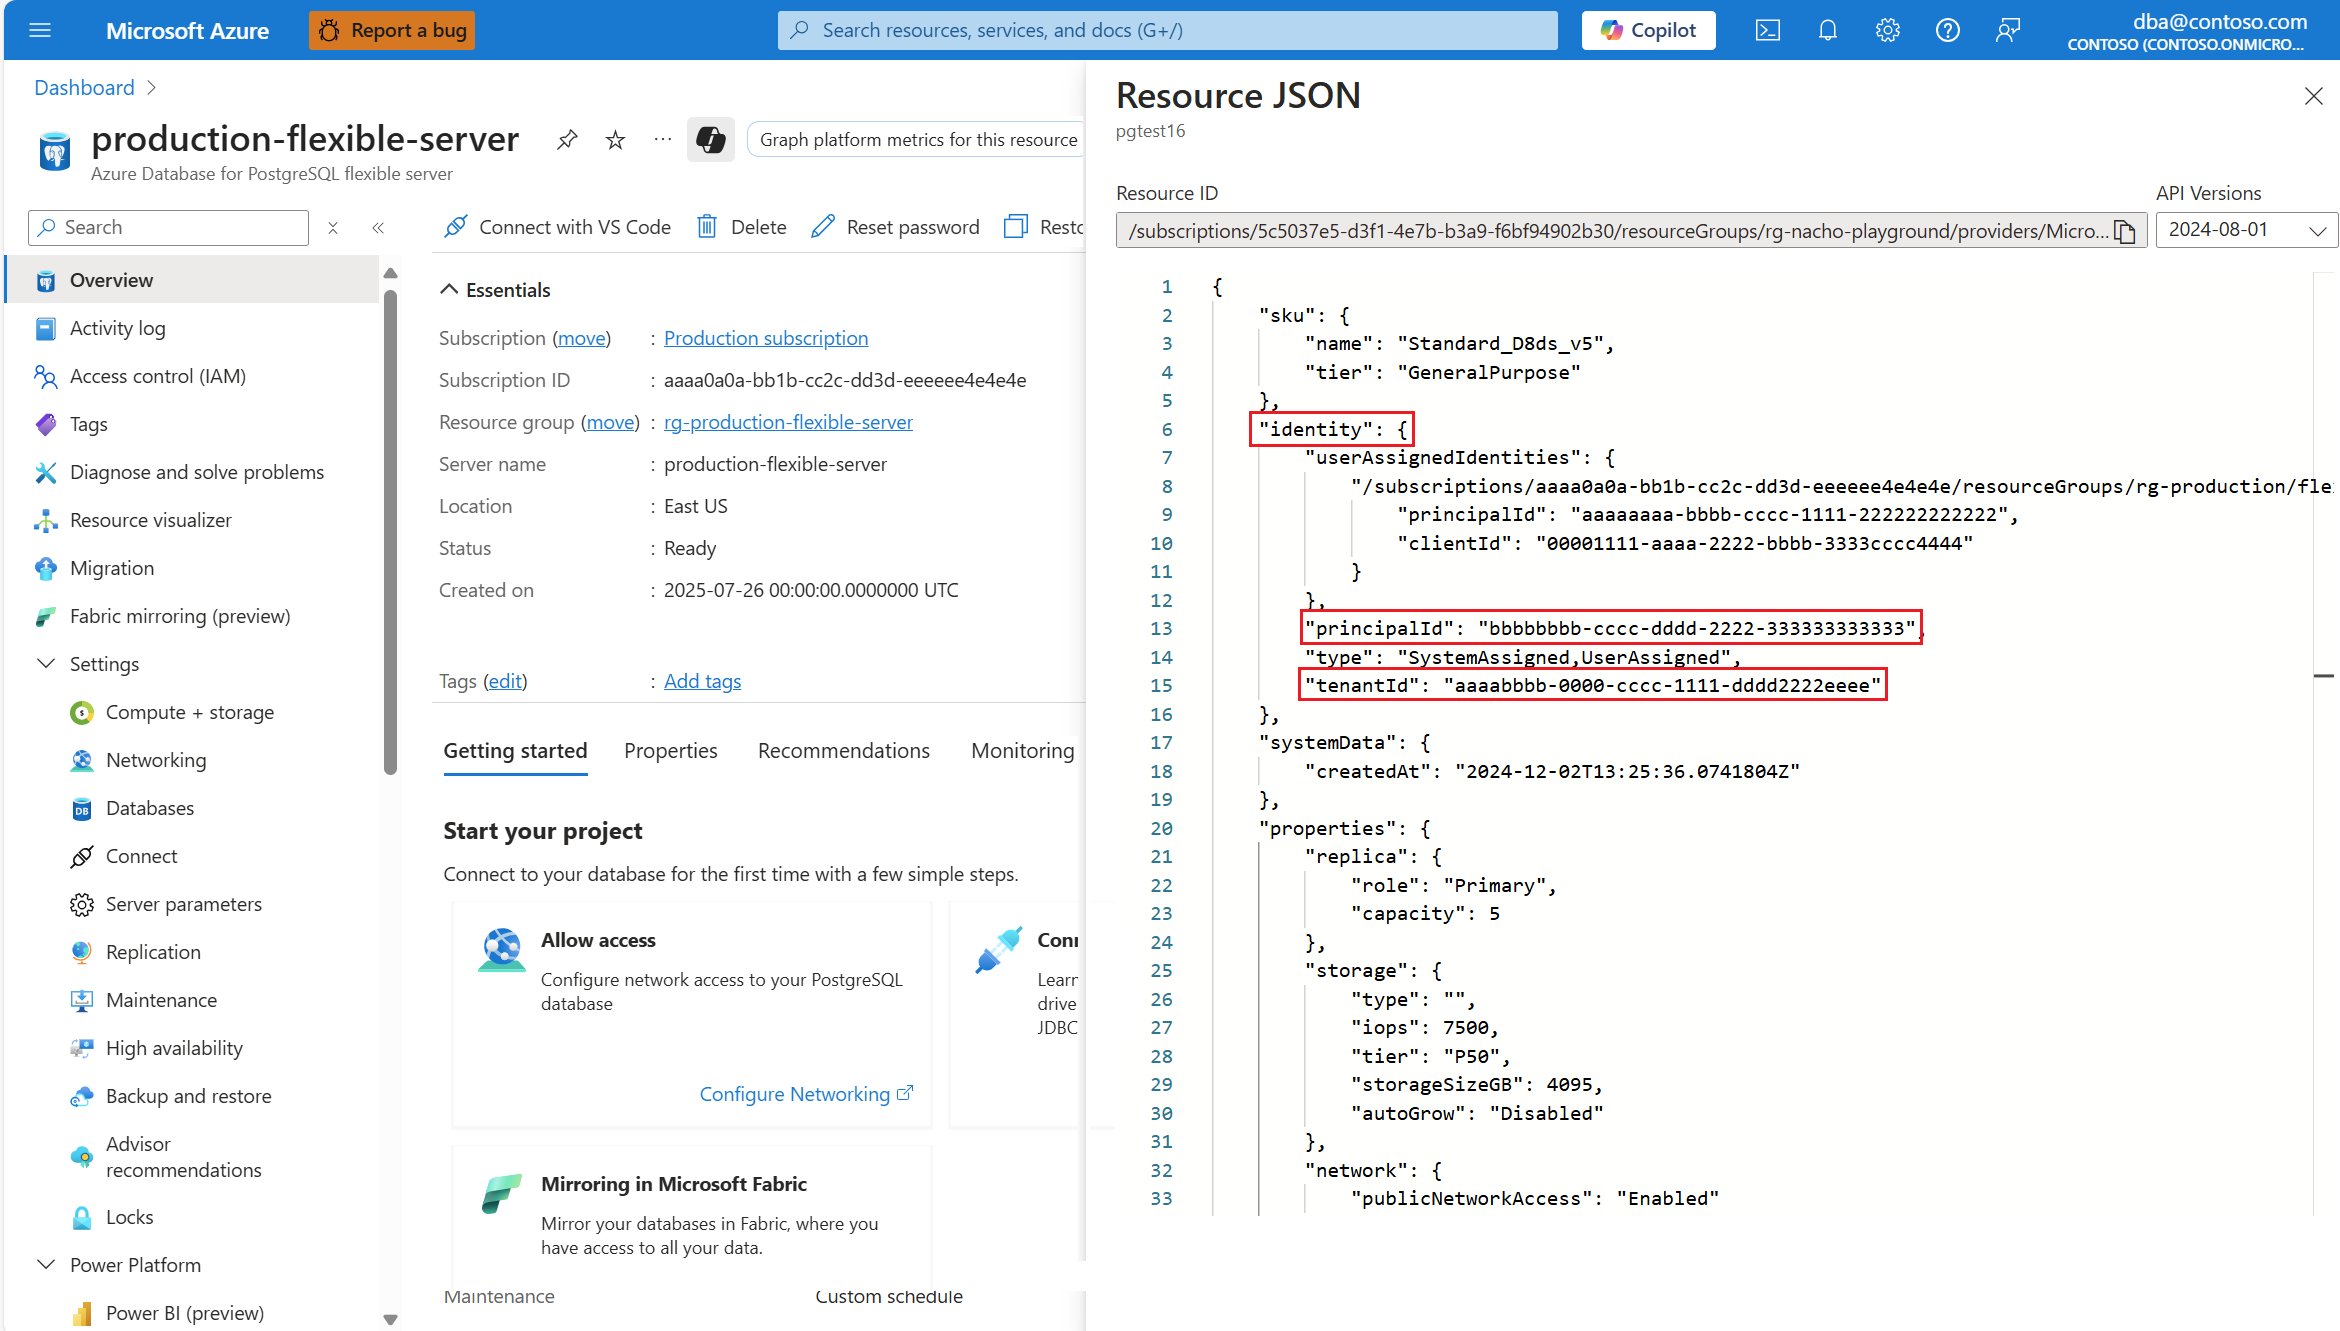 Microsoft Azure
Report a bug
Search resources, services, and docs (G+/)
Copilot
dba@contoso.com
CONTOSO (CONTOSO.ONMICRO...
Dashboard
production-flexible-server
...
Graph platform metrics for this resource
Azure Database for PostgreSQL flexible server
Search
Connect with VS Code
Delete
Reset password
Resto
Overview
Activity log
Access control (IAM)
Tags
Diagnose and solve problems
Resource visualizer
Migration
Fabric mirroring (preview)
Settings
Compute + storage
Networking
Databases
Connect
Server parameters
Replication
Maintenance
High availability
Backup and restore
Advisor
recommendations
Locks
Power Platform
Power BI (preview)
Essentials
Subscription (move) : Production subscription
Subscription ID : aaaa0a0a-bb1b-cc2c-dd3d-eeeeee4e4e4e
Resource group (move) : rg-production-flexible-server
Server name : production-flexible-server
Location : East US
Status : Ready
Created on : 2025-07-26 00:00:00.0000000 UTC
Tags (edit) : Add tags
Getting started Properties Recommendations Monitoring
Start your project
Connect to your database for the first time with a few simple steps.
Allow access
Configure network access to your PostgreSQL
database
Configure Networking
Conn
Learn
drive
JDBC
Mirroring in Microsoft Fabric
Mirror your databases in Fabric, where you
have access to all your data.
Maintenance Custom schedule
Resource JSON
pgtest16
Resource ID
/subscriptions/5c5037e5-d3f1-4e7b-b3a9-f6bf94902b30/resourceGroups/rg-nacho-playground/providers/Micro...
API Versions
2024-08-01
1 {
2 "sku": {
3 "name": "Standard_D8ds_v5",
4 "tier": "GeneralPurpose"
5 },
6 "identity": {
7 "userAssignedIdentities": {
8 "/subscriptions/aaaa0a0a-bb1b-cc2c-dd3d-eeeeee4e4e4e/resourceGroups/rg-production/fle
9 "principalId": "aaaaaaaa-bbbb-cccc-1111-222222222222",
10 "clientId": "00001111-aaaa-2222-bbbb-3333cccc4444"
11 }
12 },
13 "principalId": "bbbbbbbb-cccc-dddd-2222-333333333333",
14 "type": "SystemAssigned,UserAssigned",
15 "tenantId": "aaaabbbb-0000-cccc-1111-dddd2222eeee"
16 },
17 "systemData": {
18 "createdAt": "2024-12-02T13:25:36.0741804Z"
19 },
20 "properties": {
21 "replica": {
22 "role": "Primary",
23 "capacity": 5
24 },
25 "storage": {
26 "type": "",
27 "iops": 7500,
28 "tier": "P50",
29 "storageSizeGB": 4095,
30 "autoGrow": "Disabled"
31 },
32 "network": {
33 "publicNetworkAccess": "Enabled"